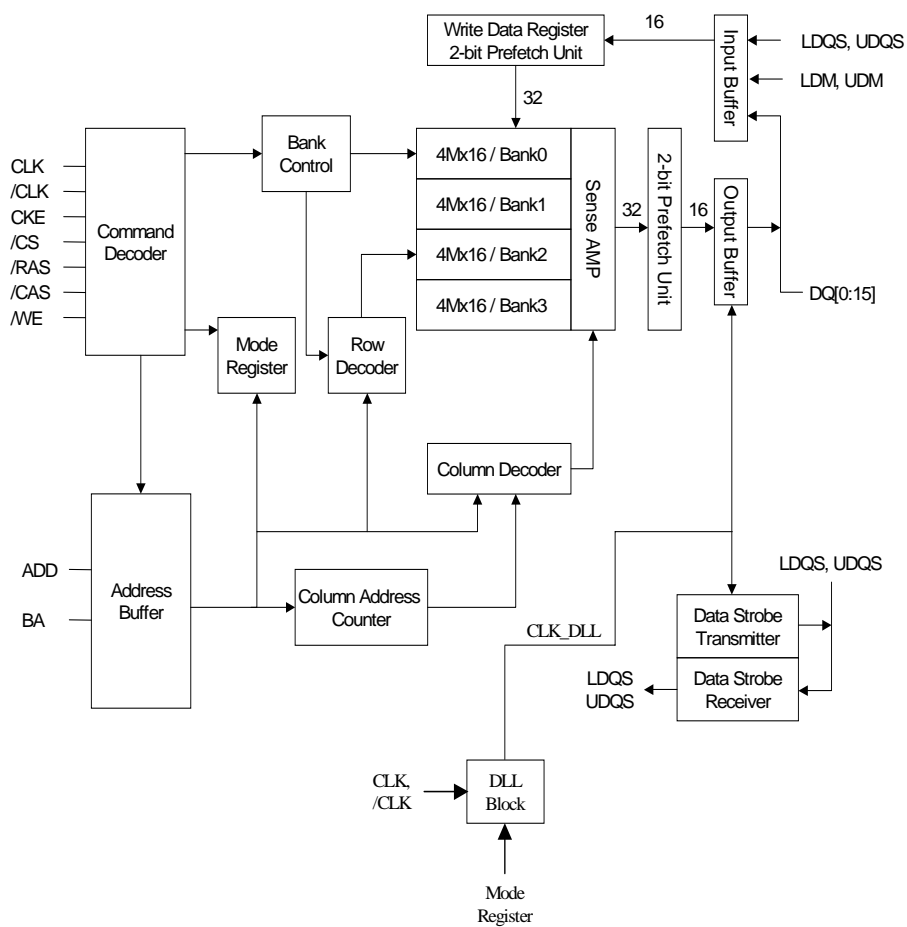 Write Data Register
2-bit Prefetch Unit
16
Input Buffer
LDQS, UDQS
LDM, UDM
32
CLK
/CLK
CKE
/CS
/RAS
/CAS
/WE
Command
Decoder
Bank
Control
4Mx16 / Bank0
4Mx16 / Bank1
4Mx16 / Bank2
4Mx16 / Bank3
Sense AMP
32
2-bit Prefetch Unit
16
Output Buffer
DQ[0:15]
Mode
Register
Row
Decoder
Column Decoder
ADD
BA
Address
Buffer
Column Address
Counter
CLK_DLL
LDQS, UDQS
Data Strobe
Transmitter
Data Strobe
Receiver
LDQS
UDQS
CLK,
/CLK
DLL
Block
Mode
Register